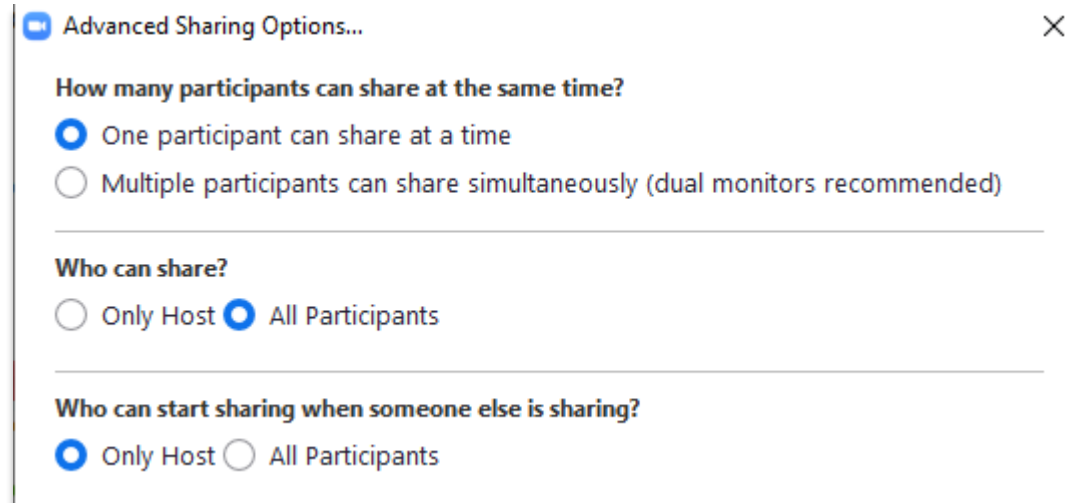 Advanced Sharing Options...
How many participants can share at the same time?
One participant can share at a time
Multiple participants can share simultaneously (dual monitors recommended)
Who can share?
Only Host All Participants
Who can start sharing when someone else is sharing?
Only Host All Participants